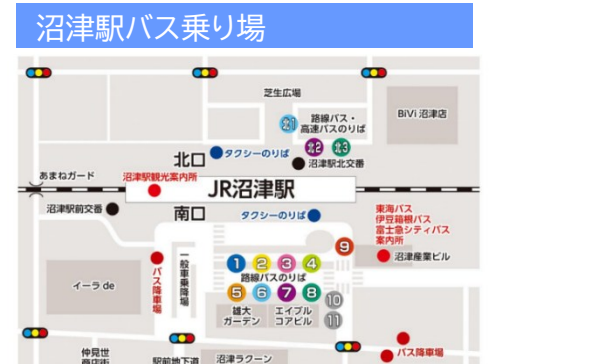 沼津駅バス乗り場
芝生広場
北1
路線バス・
高速バスのりば
BiVi 沼津店
北2
北3
北口
タクシーのりば
沼津駅北交番
あまねガード
沼津駅観光案内所
JR沼津駅
沼津駅前交番
南口
タクシーのりば
東海バス
伊豆箱根バス
富士急シティバス
案内所
沼津産業ビル
9
バス降車場
一般車乗降場
1
2
3
4
路線バスのりば
5
6
7
8
10
11
イーラ de
雄大
ガーデン
エイブル
コアビル
仲見世
商店街
駅前地下道
沼津ラクーン
バス降車場